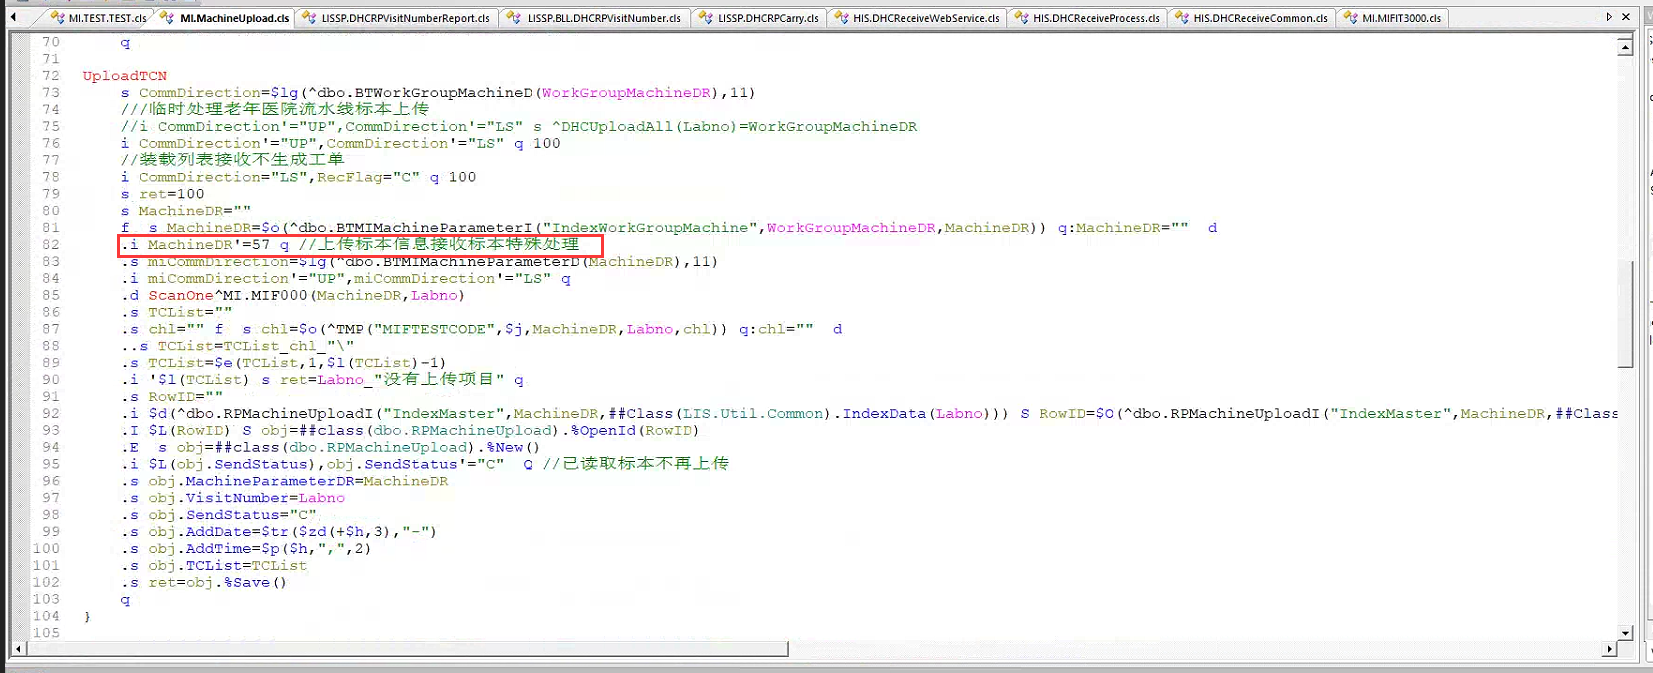 MI.TEST.TEST.cls MI.MachineUpload.cls LISSP.DHCRPVisitNumberReport.cls LISSP.BLL.DHCRPVisitNumber.cls LISSP.DHCRPCarry.cls HIS.DHCReceiveWebService.cls HIS.DHCReceiveProcess.cls HIS.DHCReceiveCommon.cls MI.MIFIT3000.cls
70 q
71
72 UploadTCN
73 s CommDirection=$lg(^dbo.BTWorkGroupMachineD(WorkGroupMachineDR),11)
74 ///临时处理老年医院流水线标本上传
75 //i CommDirection'="UP",CommDirection'="LS" s ^DHCUploadAll(Labno)=WorkGroupMachineDR
76 i CommDirection'="UP",CommDirection'="LS" q 100
77 //装载列表接收不生成工单
78 i CommDirection="LS",RecFlag="C" q 100
79 s ret=100
80 s MachineDR=""
81 f  s MachineDR=$o(^dbo.BTMIMachineParameterI("IndexWorkGroupMachine",WorkGroupMachineDR,MachineDR)) q:MachineDR=""  d
82 .i MachineDR'=57 q //上传标本信息接收标本特殊处理
83 .s miCommDirection=$lg(^dbo.BTMIMachineParameterD(MachineDR),11)
84 .i miCommDirection'="UP",miCommDirection'="LS" q
85 .d ScanOne^MI.MIF000(MachineDR,Labno)
86 .s TCList=""
87 .s chl="" f  s chl=$o(^TMP("MIFTESTCODE",$j,MachineDR,Labno,chl)) q:chl=""  d
88 ..s TCList=TCList_chl_"\"
89 .s TCList=$e(TCList,1,$l(TCList)-1)
90 .i '$l(TCList) s ret=Labno_"没有上传项目" q
91 .s RowID=""
92 .i $d(^dbo.RPMachineUploadI("IndexMaster",MachineDR,##Class(LIS.Util.Common).IndexData(Labno))) S RowID=$O(^dbo.RPMachineUploadI("IndexMaster",MachineDR,##Class
93 .I $L(RowID) S obj=##class(dbo.RPMachineUpload).%OpenId(RowID)
94 .E  s obj=##class(dbo.RPMachineUpload).%New()
95 .i $L(obj.SendStatus),obj.SendStatus'="C"  Q //已读取标本不再上传
96 .s obj.MachineParameterDR=MachineDR
97 .s obj.VisitNumber=Labno
98 .s obj.SendStatus="C"
99 .s obj.AddDate=$tr($zd(+$h,3),"-")
100 .s obj.AddTime=$p($h,",",2)
101 .s obj.TCList=TCList
102 .s ret=obj.%Save()
103 q
104 }
105